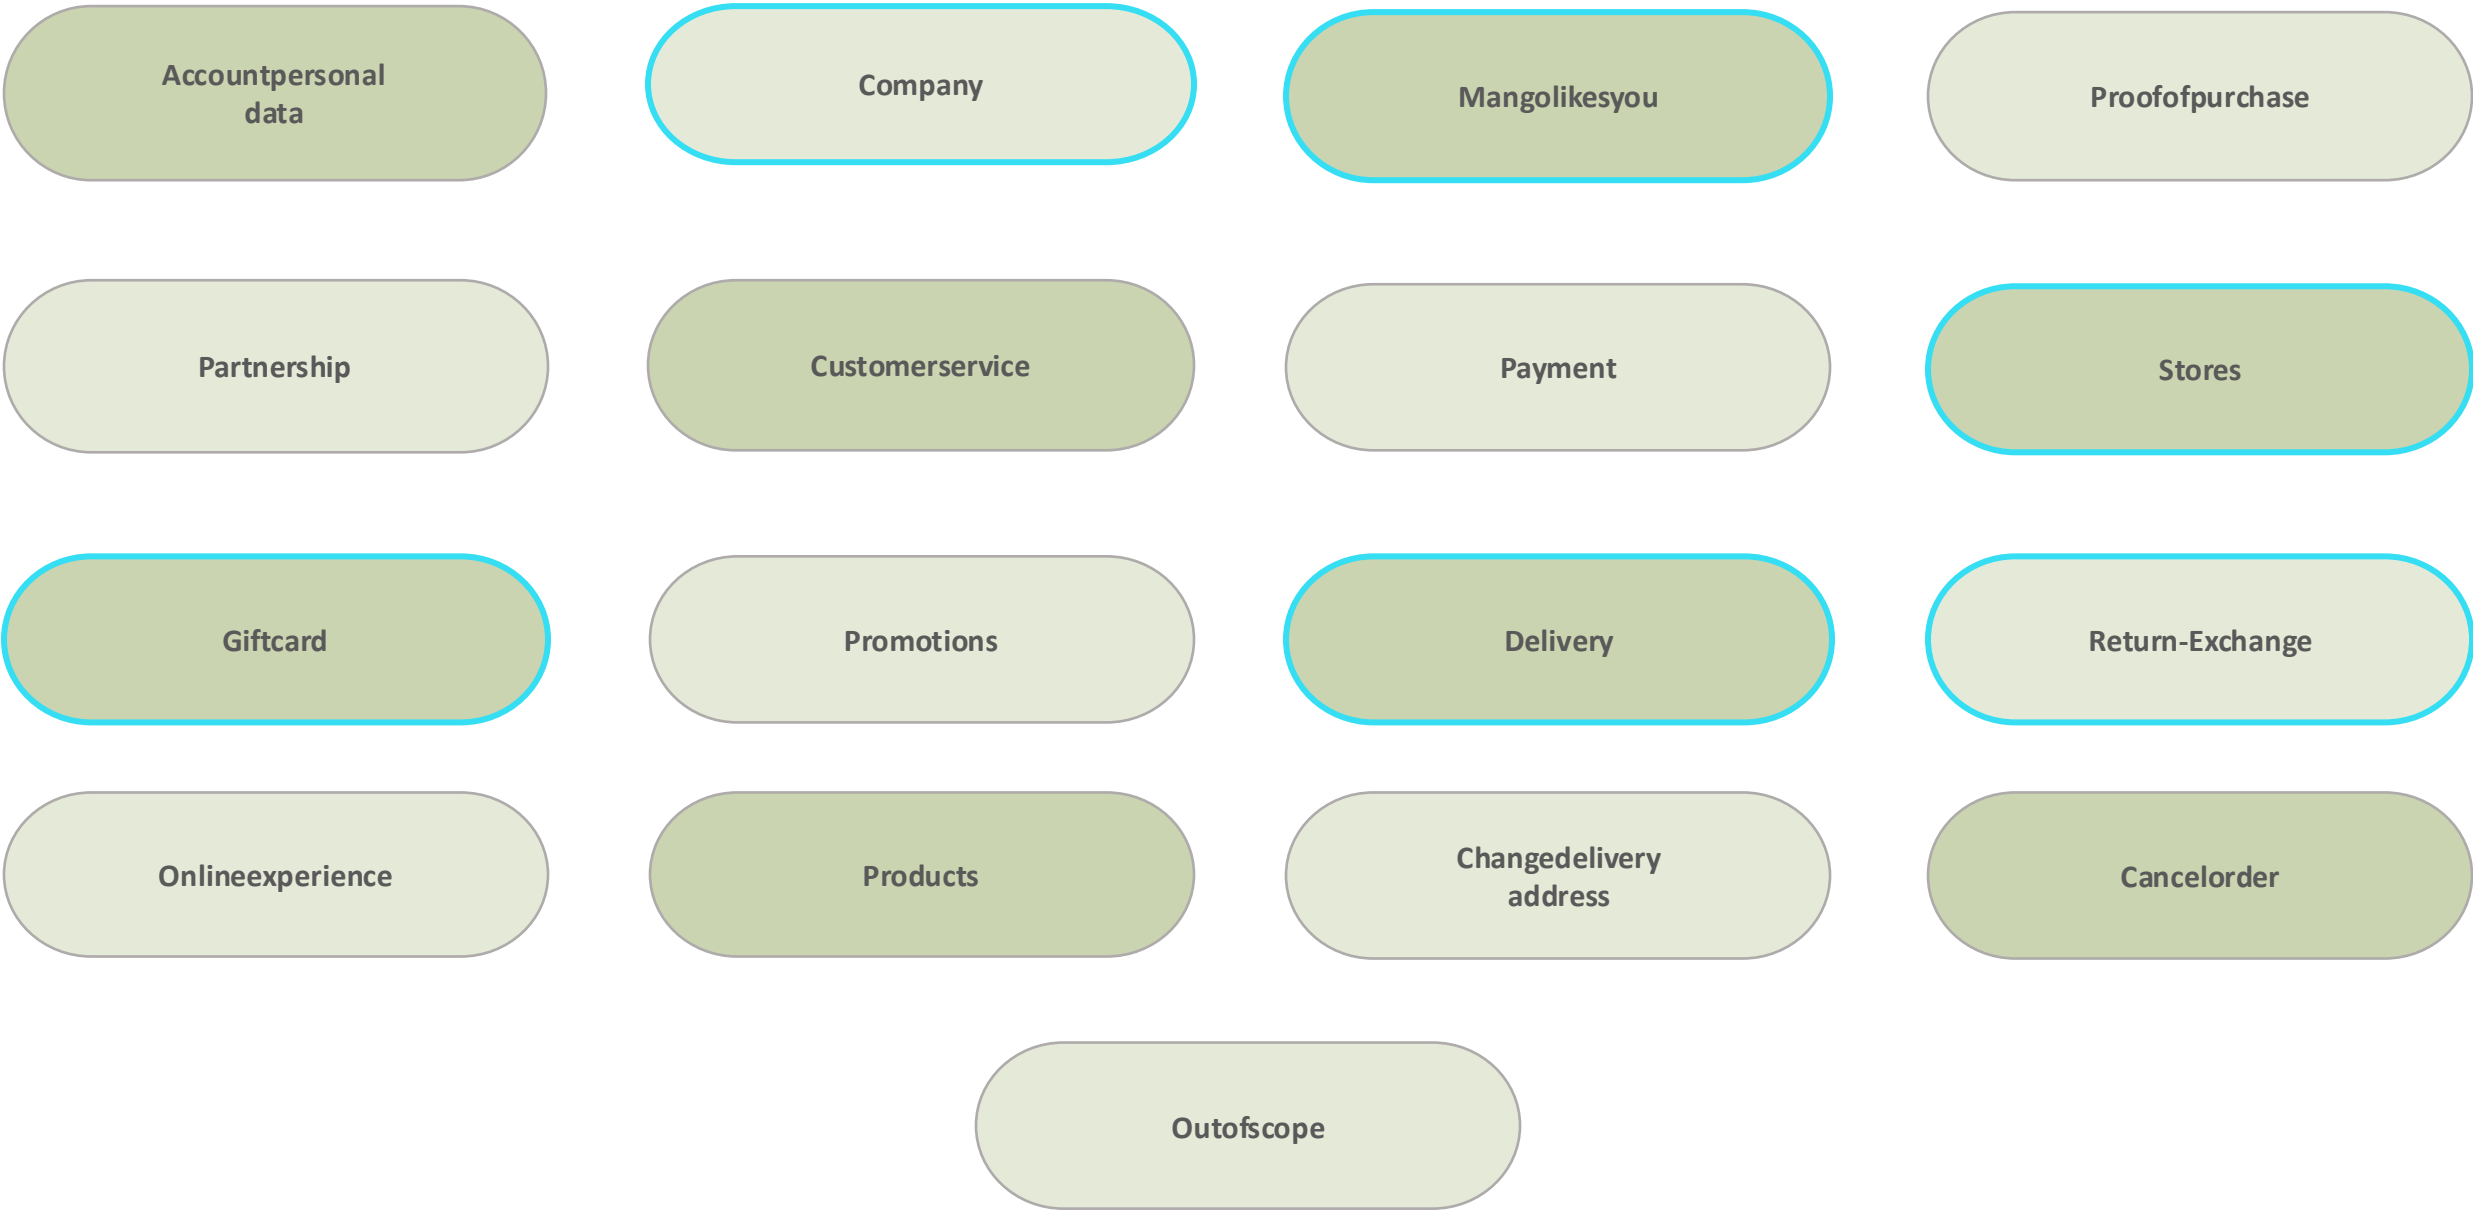 Accountpersonal
data
Company
Mangolikesyou
Proofofpurchase
Partnership
Customerservice
Payment
Stores
Giftcard
Promotions
Delivery
Return-Exchange
Onlineexperience
Products
Changedelivery
address
Cancelorder
Outofscope